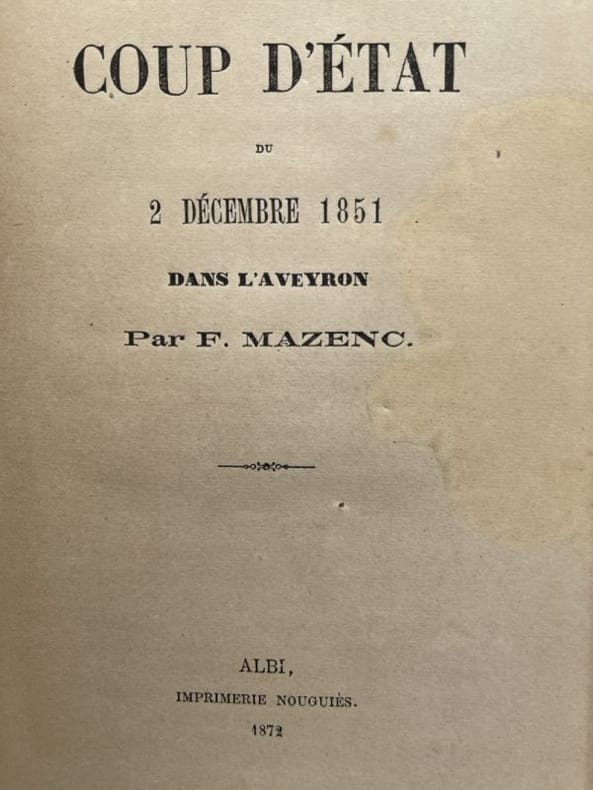 COUP D'ÉTAT
DU
2 DÉCEMBRE 1851
DANS L'AVEYRON
Par F. MAZENC.
ALBI,
IMPRIMERIE NOUGUIÈS.
1872